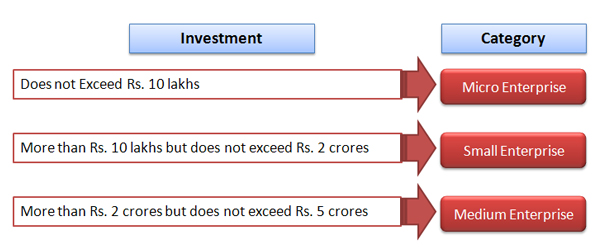 Investment Category
Does not Exceed Rs. 10 lakhs Micro Enterprise
More than Rs. 10 lakhs but does not exceed Rs. 2 crores Small Enterprise
More than Rs. 2 crores but does not exceed Rs. 5 crores Medium Enterprise